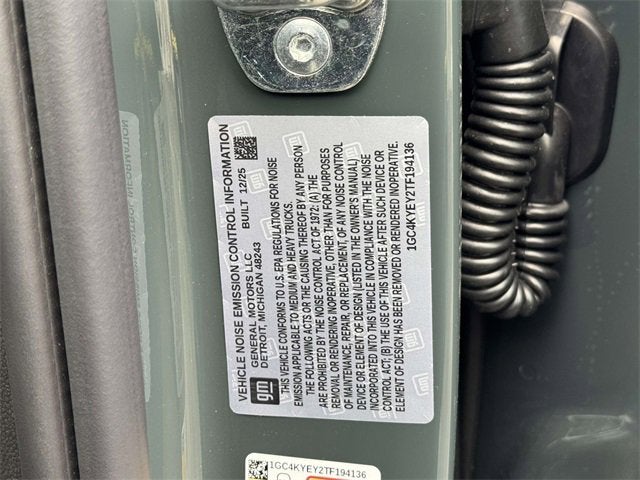 VEHICLE NOISE EMISSION CONTROL INFORMATION
GENERAL MOTORS LLC BUILT 12/25
DETROIT, MICHIGAN 48243
gm
THIS VEHICLE CONFORMS TO U.S. EPA REGULATIONS FOR NOISE
EMISSION APPLICABLE TO MEDIUM AND HEAVY TRUCKS.
THE FOLLOWING ACTS OR THE CAUSING THEREOF BY ANY PERSON
ARE PROHIBITED BY THE NOISE CONTROL ACT OF 1972: (A) THE
REMOVAL OR RENDERING INOPERATIVE, OTHER THAN FOR PURPOSES
OF MAINTENANCE, REPAIR, OR REPLACEMENT, OF ANY NOISE CONTROL
DEVICE OR ELEMENT OF DESIGN (LISTED IN THE OWNER'S MANUAL)
INCORPORATED INTO THIS VEHICLE IN COMPLIANCE WITH THE NOISE
CONTROL ACT; (B) THE USE OF THIS VEHICLE AFTER SUCH DEVICE OR
ELEMENT OF DESIGN HAS BEEN REMOVED OR RENDERED INOPERATIVE.
1GC4KYEY2TF194136
1GC4KYEY2TF194136